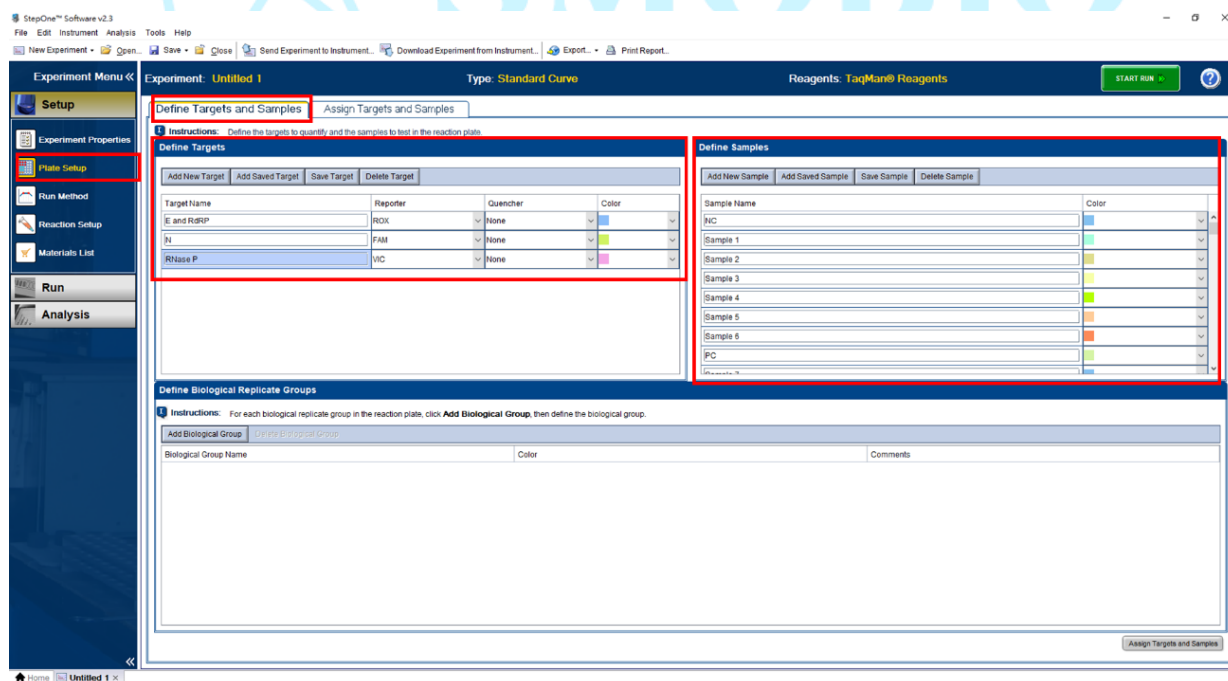 StepOne™ Software v2.3
File Edit Instrument Analysis Tools Help
New Experiment Open... Save Close Send Experiment to Instrument... Download Experiment from Instrument... Export... Print Report...
Experiment Menu «
Experiment: Untitled 1 Type: Standard Curve Reagents: TaqMan® Reagents START RUN
Setup
Define Targets and Samples Assign Targets and Samples
Instructions: Define the targets to quantify and the samples to test in the reaction plate.
Experiment Properties
Plate Setup
Run Method
Reaction Setup
Materials List
Run
Analysis
Define Targets
Add New Target Add Saved Target Save Target Delete Target
Target Name Reporter Quencher Color
E and RdRP ROX None
N FAM None
RNase P VIC None
Define Samples
Add New Sample Add Saved Sample Save Sample Delete Sample
Sample Name Color
NC
Sample 1
Sample 2
Sample 3
Sample 4
Sample 5
Sample 6
PC
Define Biological Replicate Groups
Instructions: For each biological replicate group in the reaction plate, click Add Biological Group, then define the biological group.
Add Biological Group Delete Biological Group
Biological Group Name Color Comments
Assign Targets and Samples
Home Untitled 1 ×